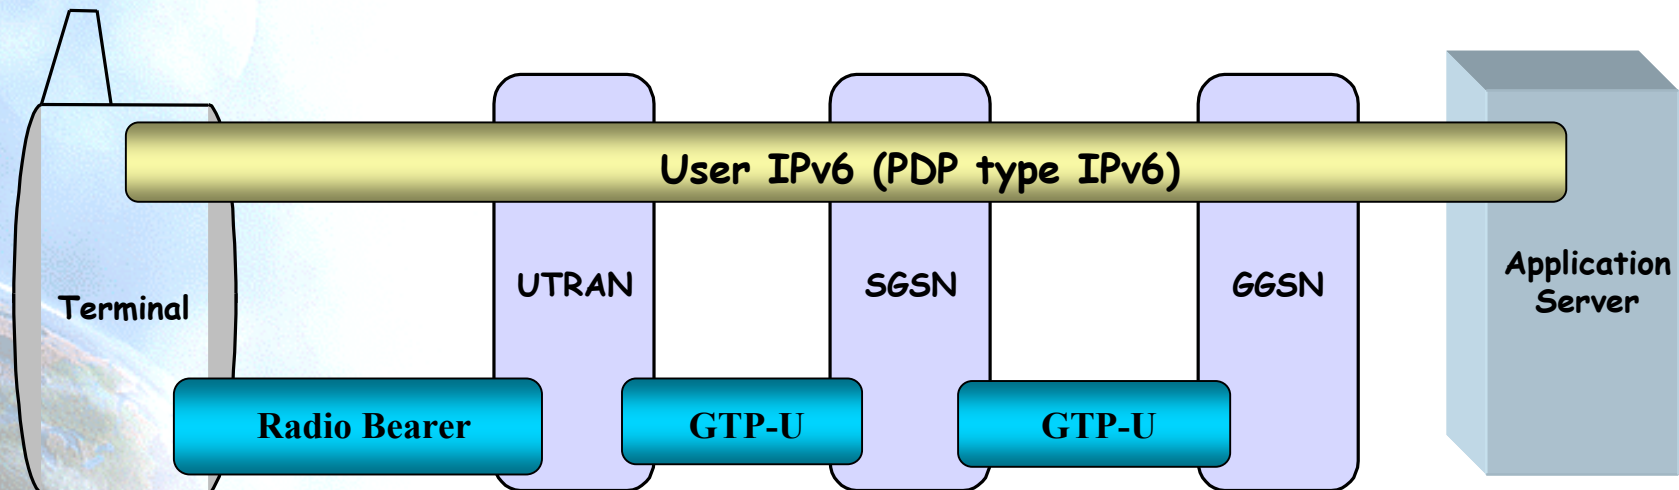 User IPv6 (PDP type IPv6)
Terminal
UTRAN
SGSN
GGSN
Application
Server
Radio Bearer
GTP-U
GTP-U